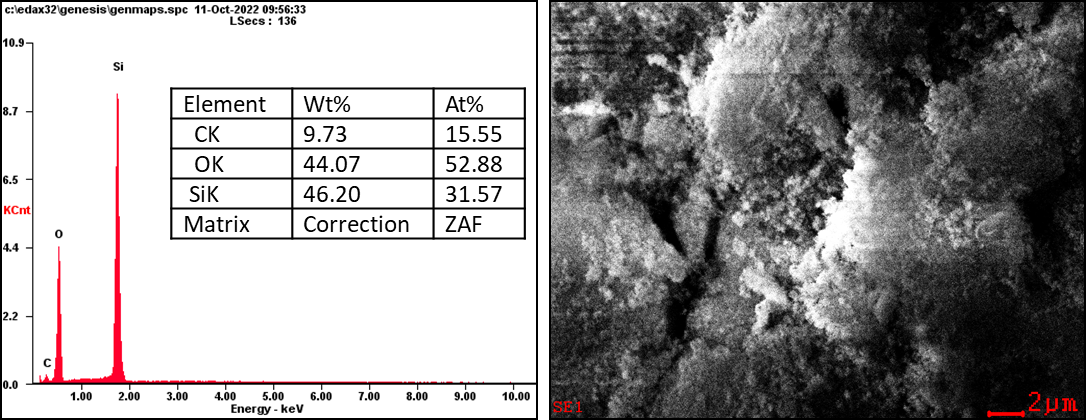 c:\edax32\genesis\genmaps.spc 11-Oct-2022 09:56:33
LSecs : 136
10.9
8.7
6.5
KCnt
4.4
2.2
0.0
C
O
Si
Element Wt% At%
CK 9.73 15.55
OK 44.07 52.88
SiK 46.20 31.57
Matrix Correction ZAF
1.00 2.00 3.00 4.00 5.00 6.00 7.00 8.00 9.00 10.00
Energy - keV
SEI
2μm